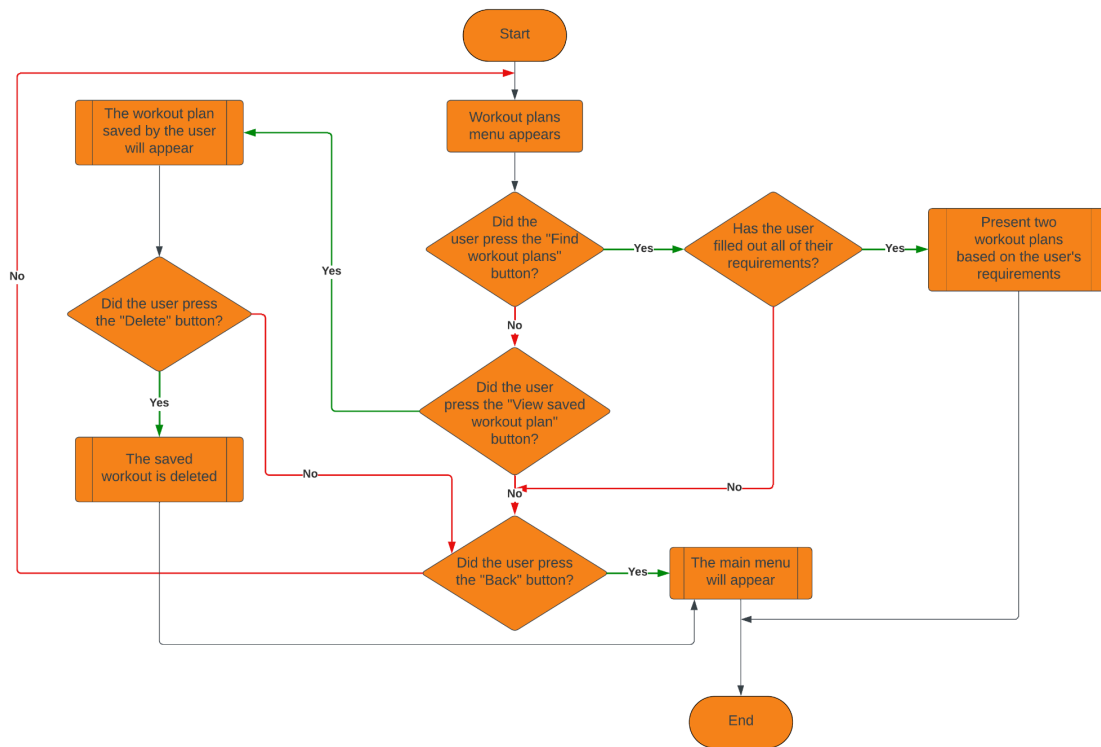 Start
Workout plans
menu appears
The workout plan
saved by the user
will appear
Did the
user press the "Find
workout plans"
button?
Yes
Has the user
filled out all of their
requirements?
Yes
Present two
workout plans
based on the user's
requirements
No
Yes
No
Did the user press
the "Delete" button?
Yes
Did the user
press the "View saved
workout plan"
button?
The saved
workout is deleted
No
No
No
Did the user press
the "Back" button?
Yes
The main menu
will appear
End